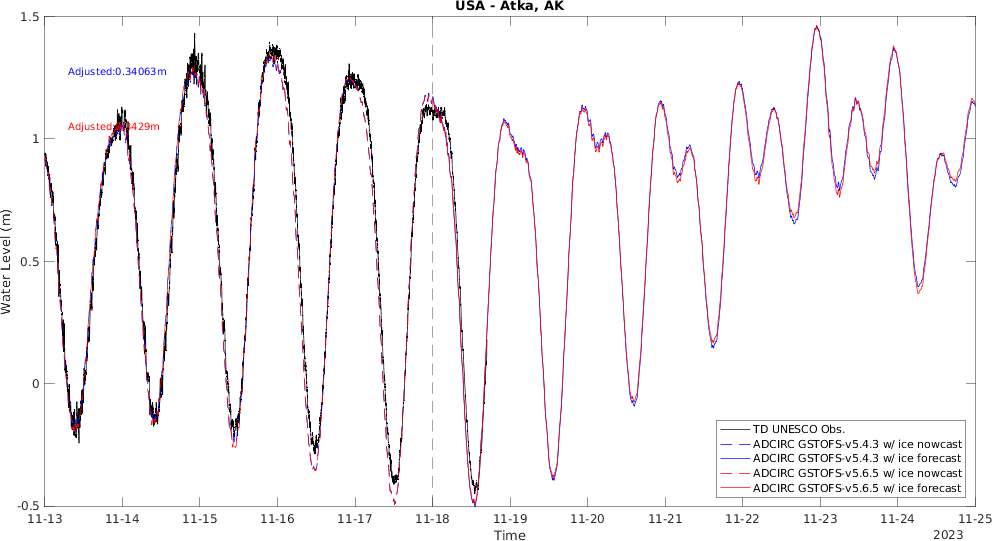 USA - Atka, AK
1.5
1
0.5
0
-0.5
Water Level (m)
Adjusted:0.34063m
Adjusted: 429m
11-13 11-14 11-15 11-16 11-17 11-18 11-19 11-20 11-21 11-22 11-23 11-24 11-25
Time
2023
TD UNESCO Obs.
ADCIRC GSTOFS-v5.4.3 w/ ice nowcast
ADCIRC GSTOFS-v5.4.3 w/ ice forecast
ADCIRC GSTOFS-v5.6.5 w/ ice nowcast
ADCIRC GSTOFS-v5.6.5 w/ ice forecast